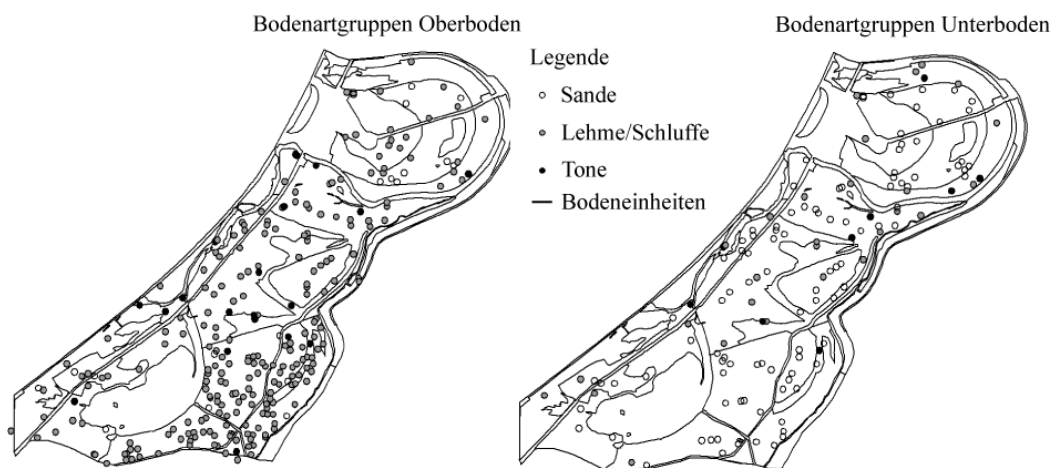 Bodenartgruppen Oberboden
Bodenartgruppen Unterboden
Legende
Sande
Lehme/Schluffe
Tone
Bodeneinheiten